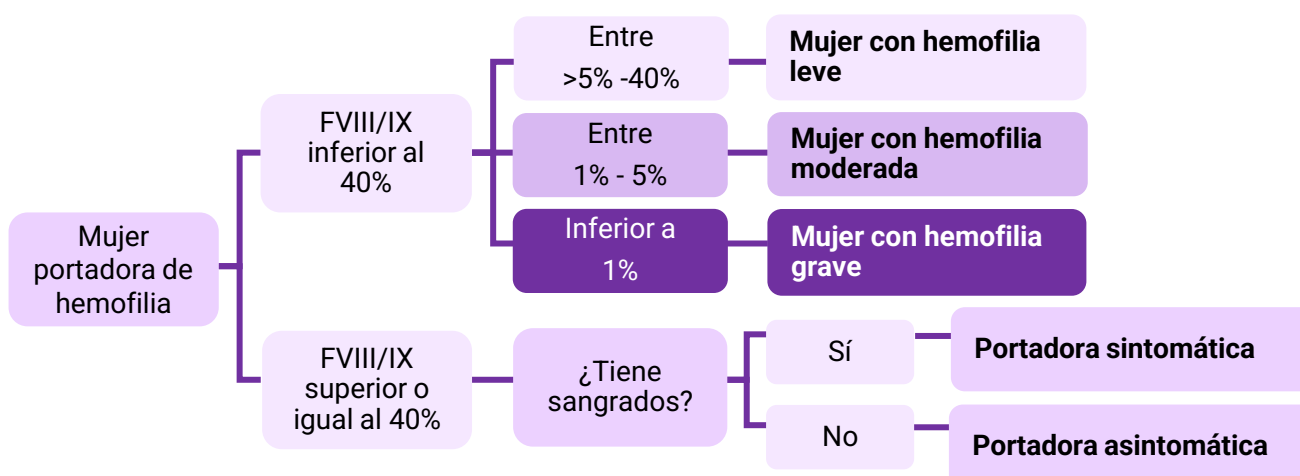 Mujer
portadora de
hemofilia
FVIII/IX
inferior al
40%
Entre
>5% -40%
Mujer con hemofilia
leve
Entre
1% - 5%
Mujer con hemofilia
moderada
Inferior a
1%
Mujer con hemofilia
grave
FVIII/IX
superior o
igual al 40%
¿Tiene
sangrados?
Sí
Portadora sintomática
No
Portadora asintomática